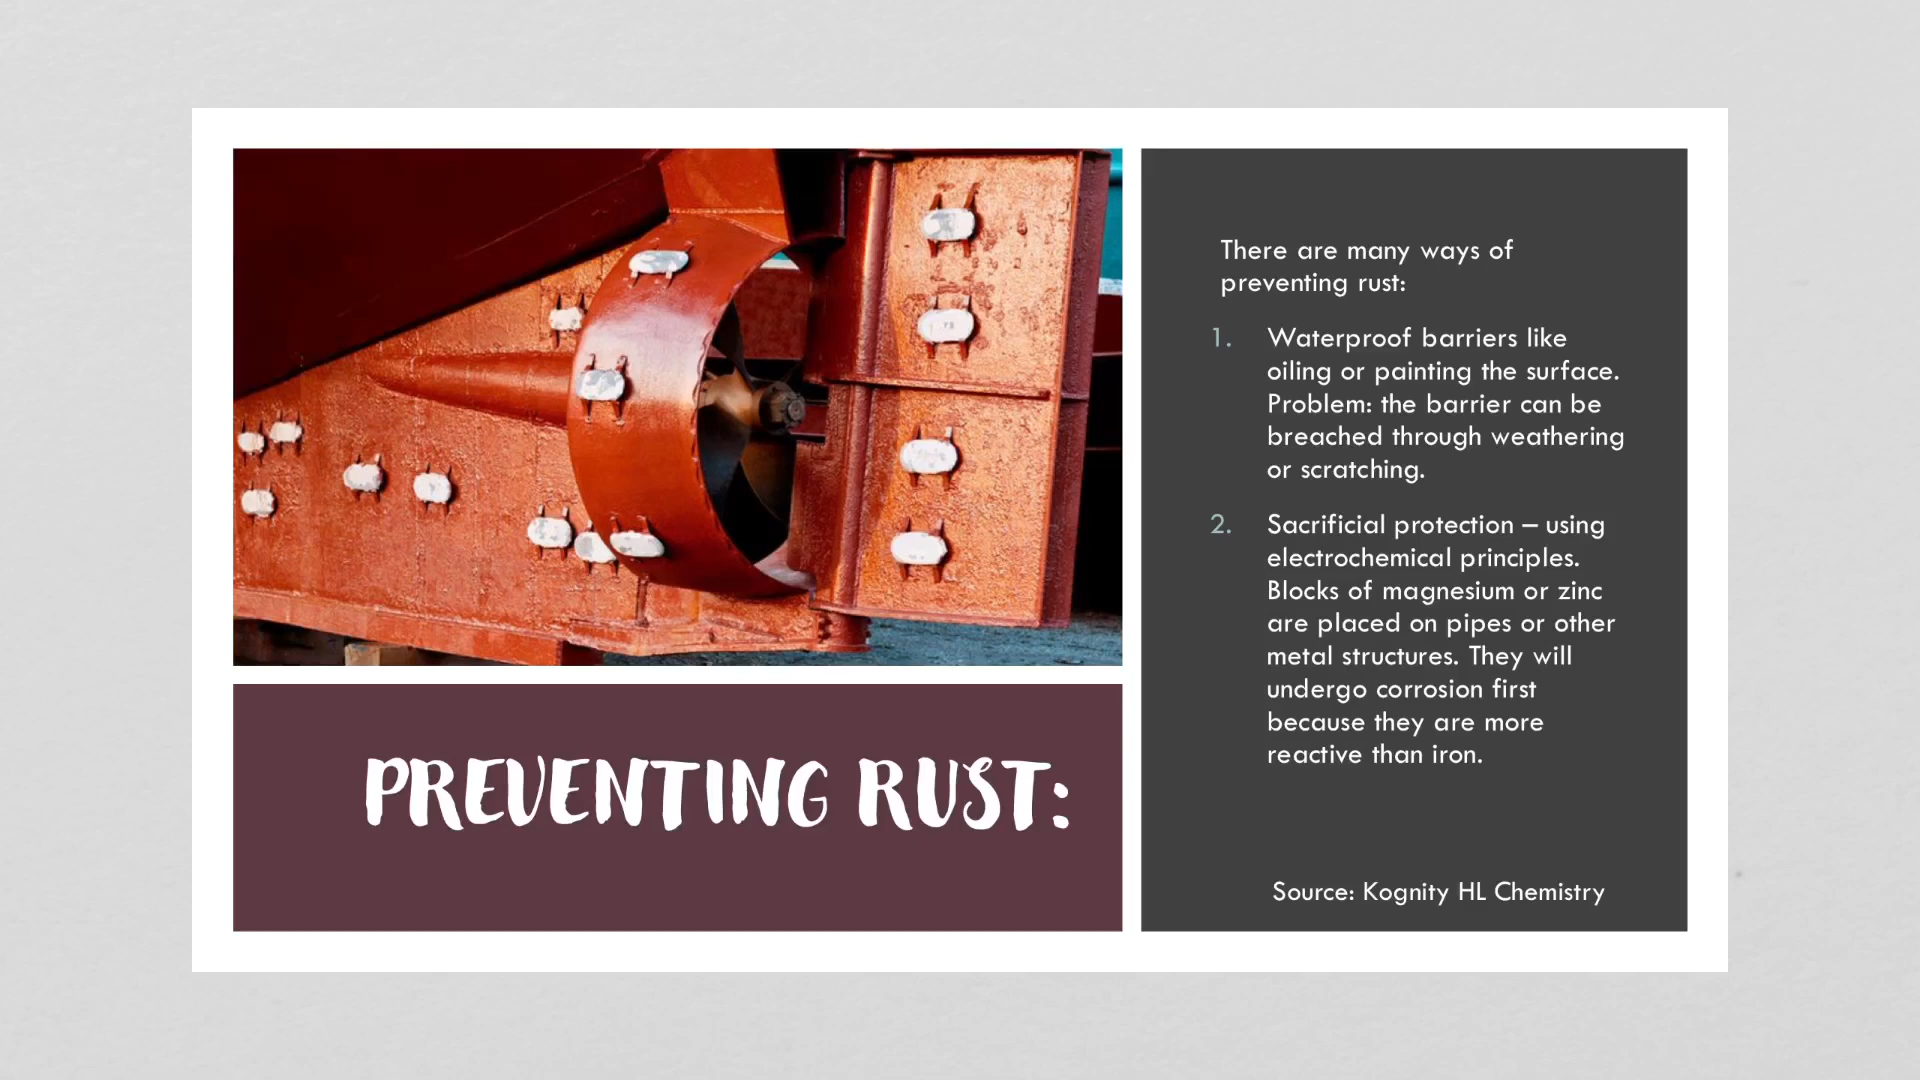 There are many ways of
preventing rust:
1. Waterproof barriers like
oiling or painting the surface.
Problem: the barrier can be
breached through weathering
or scratching.
2. Sacrificial protection – using
electrochemical principles.
Blocks of magnesium or zinc
are placed on pipes or other
metal structures. They will
undergo corrosion first
because they are more
reactive than iron.
PREVENTING RUST:
Source: Kognity HL Chemistry